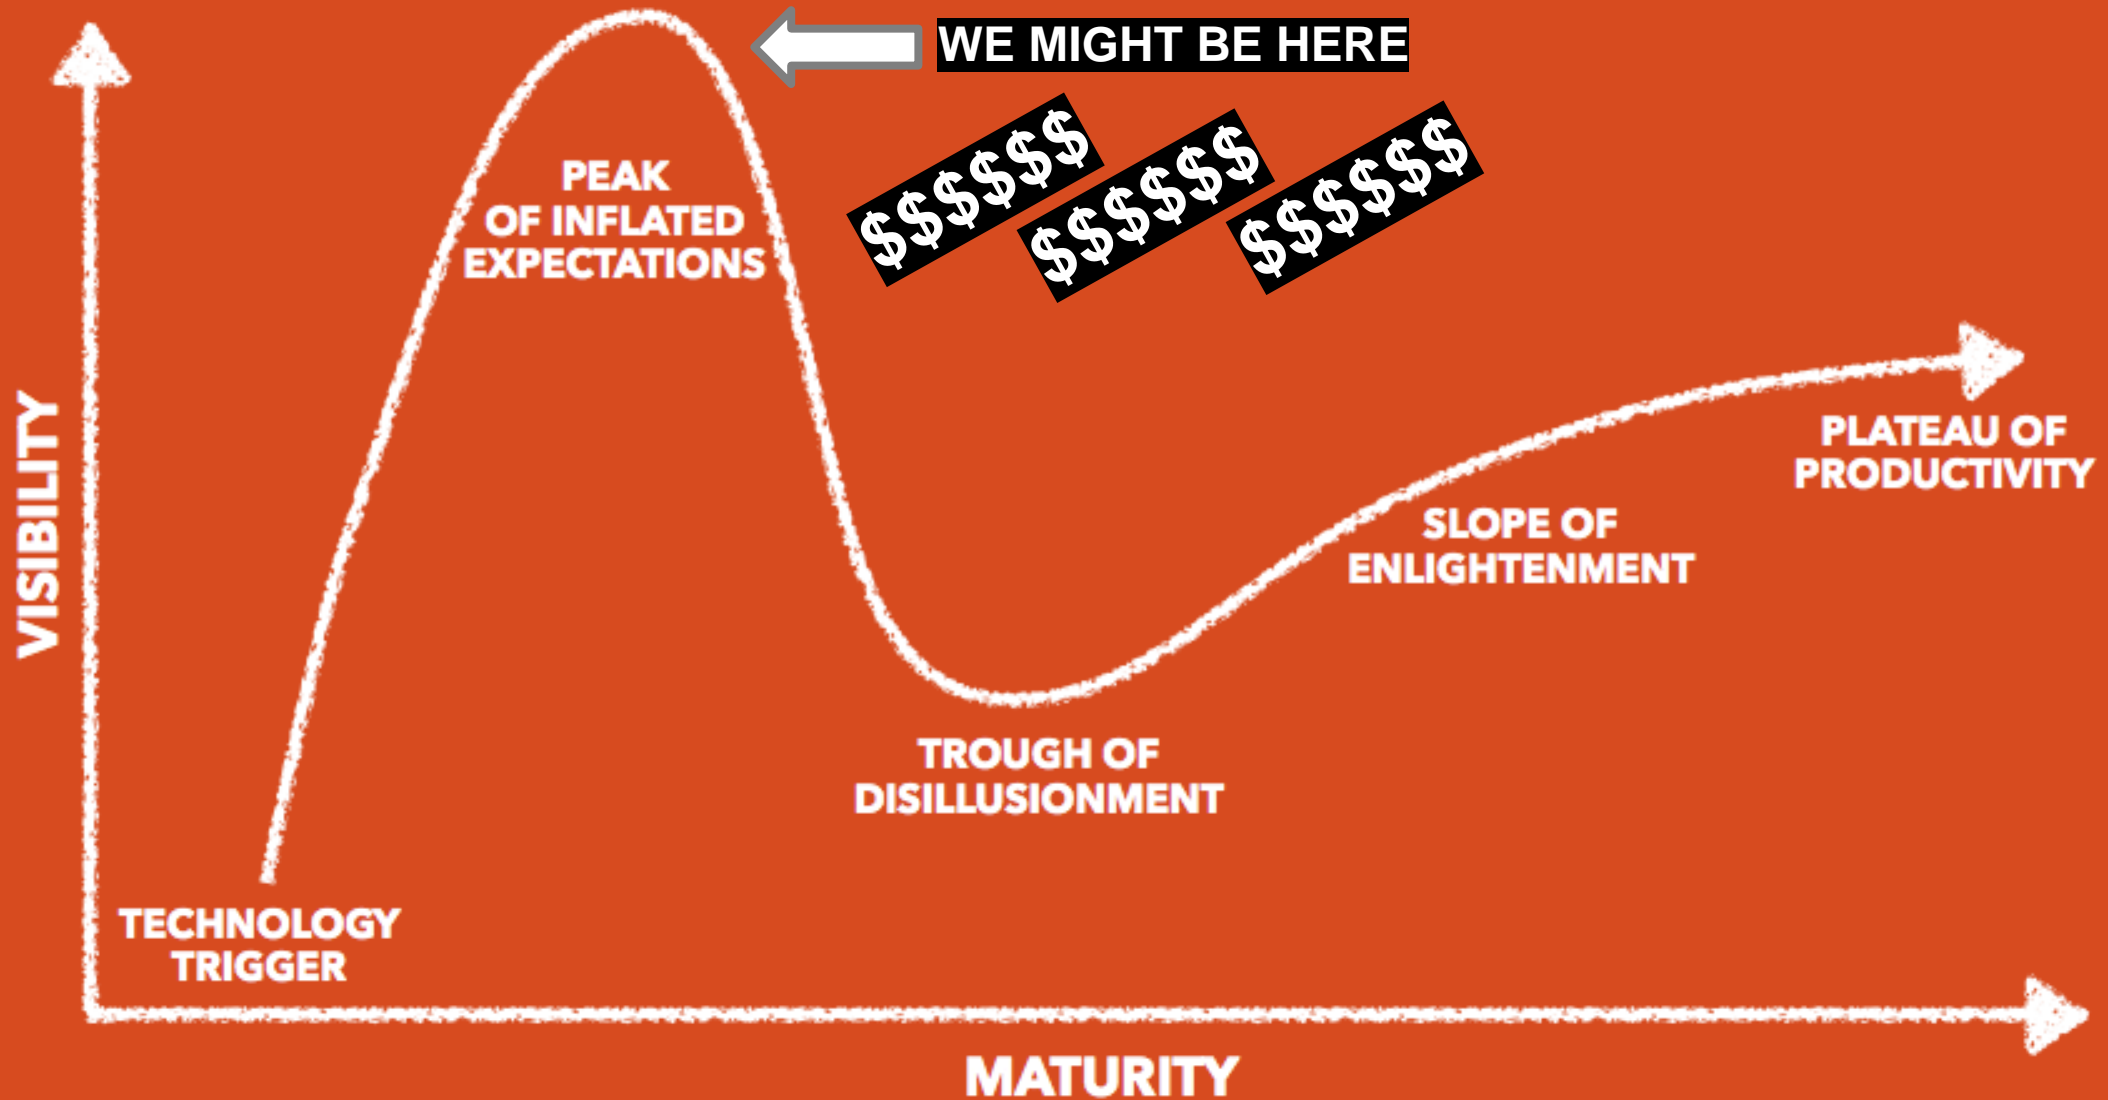 WE MIGHT BE HERE
$$$$$$
$$$$$$
$$$$$$
PEAK
OF INFLATED
EXPECTATIONS
VISIBILITY
PLATEAU OF
PRODUCTIVITY
SLOPE OF
ENLIGHTENMENT
TROUGH OF
DISILLUSIONMENT
TECHNOLOGY
TRIGGER
MATURITY